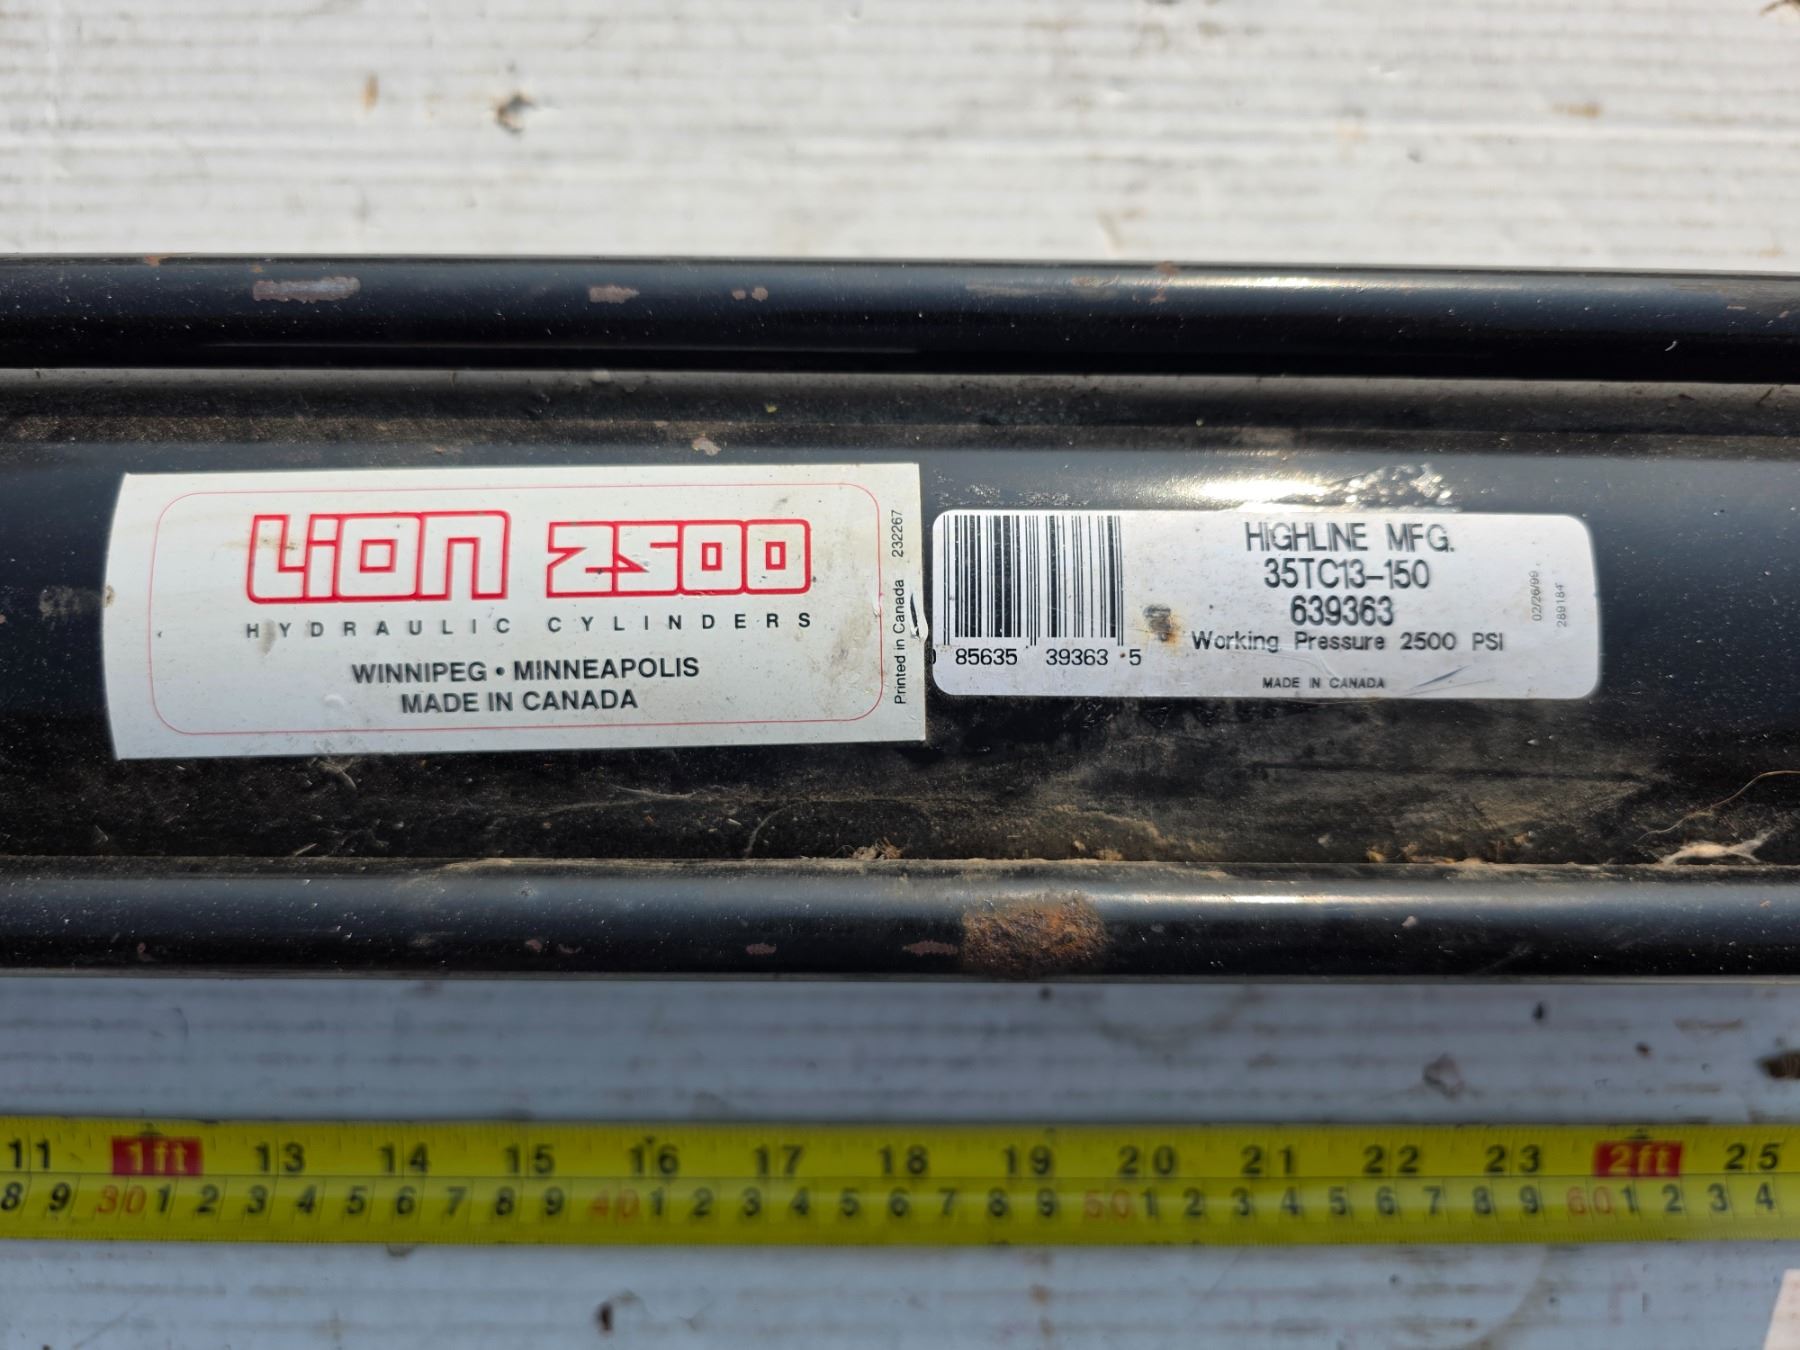 LION 2500
HYDRAULIC CYLINDERS
WINNIPEG • MINNEAPOLIS
MADE IN CANADA
Printed in Canada 232267
HIGHLINE MFG.
35TC13-150
639363
Working Pressure 2500 PSI
MADE IN CANADA
02/26/99
289184
0 85635 39363 5
11 1ft 13 14 15 16 17 18 19 20 21 22 23 2ft 25
8 9 30 1 2 3 4 5 6 7 8 9 40 1 2 3 4 5 6 7 8 9 50 1 2 3 4 5 6 7 8 9 60 1 2 3 4